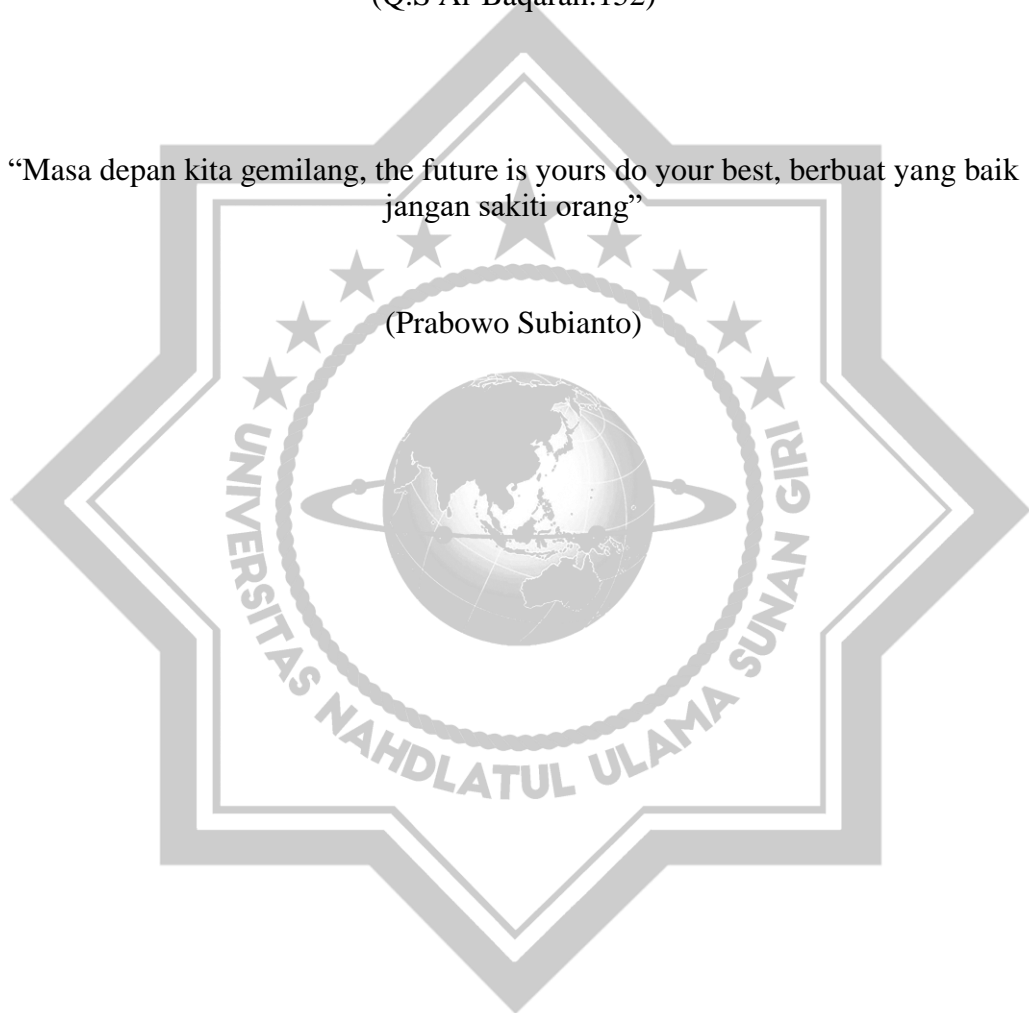 “Masa depan kita gemilang, the future is yours do your best, berbuat yang baik
jangan sakiti orang”
(Prabowo Subianto)
UNIVERSITAS NAHDLATUL ULAMA SUNAN GIRI